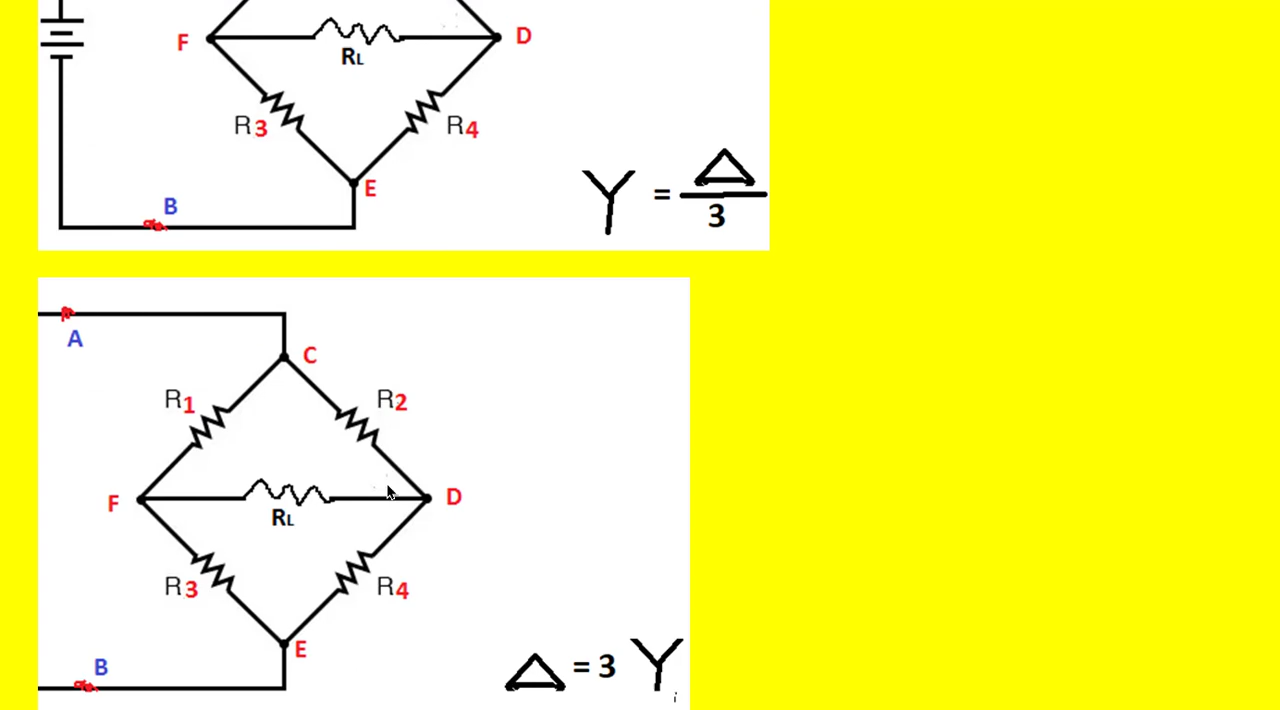 F
D
RL
R3
R4
B
E
Y = Δ
3
A
C
R1
R2
F
D
RL
R3
R4
B
E
Δ = 3 Y
i